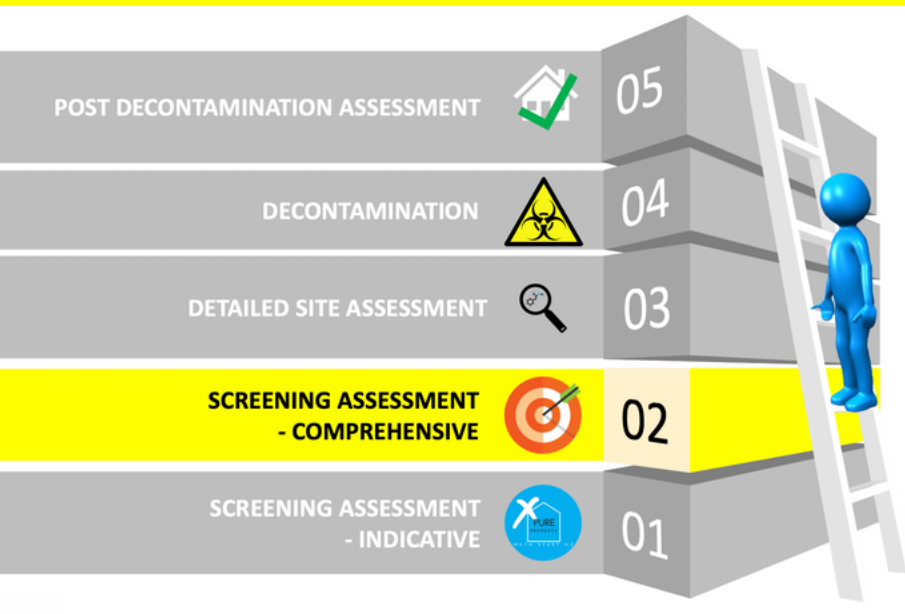 POST DECONTAMINATION ASSESSMENT
05
DECONTAMINATION
04
DETAILED SITE ASSESSMENT
03
SCREENING ASSESSMENT
- COMPREHENSIVE
02
SCREENING ASSESSMENT
- INDICATIVE
X
PURE
PROPERTY
01